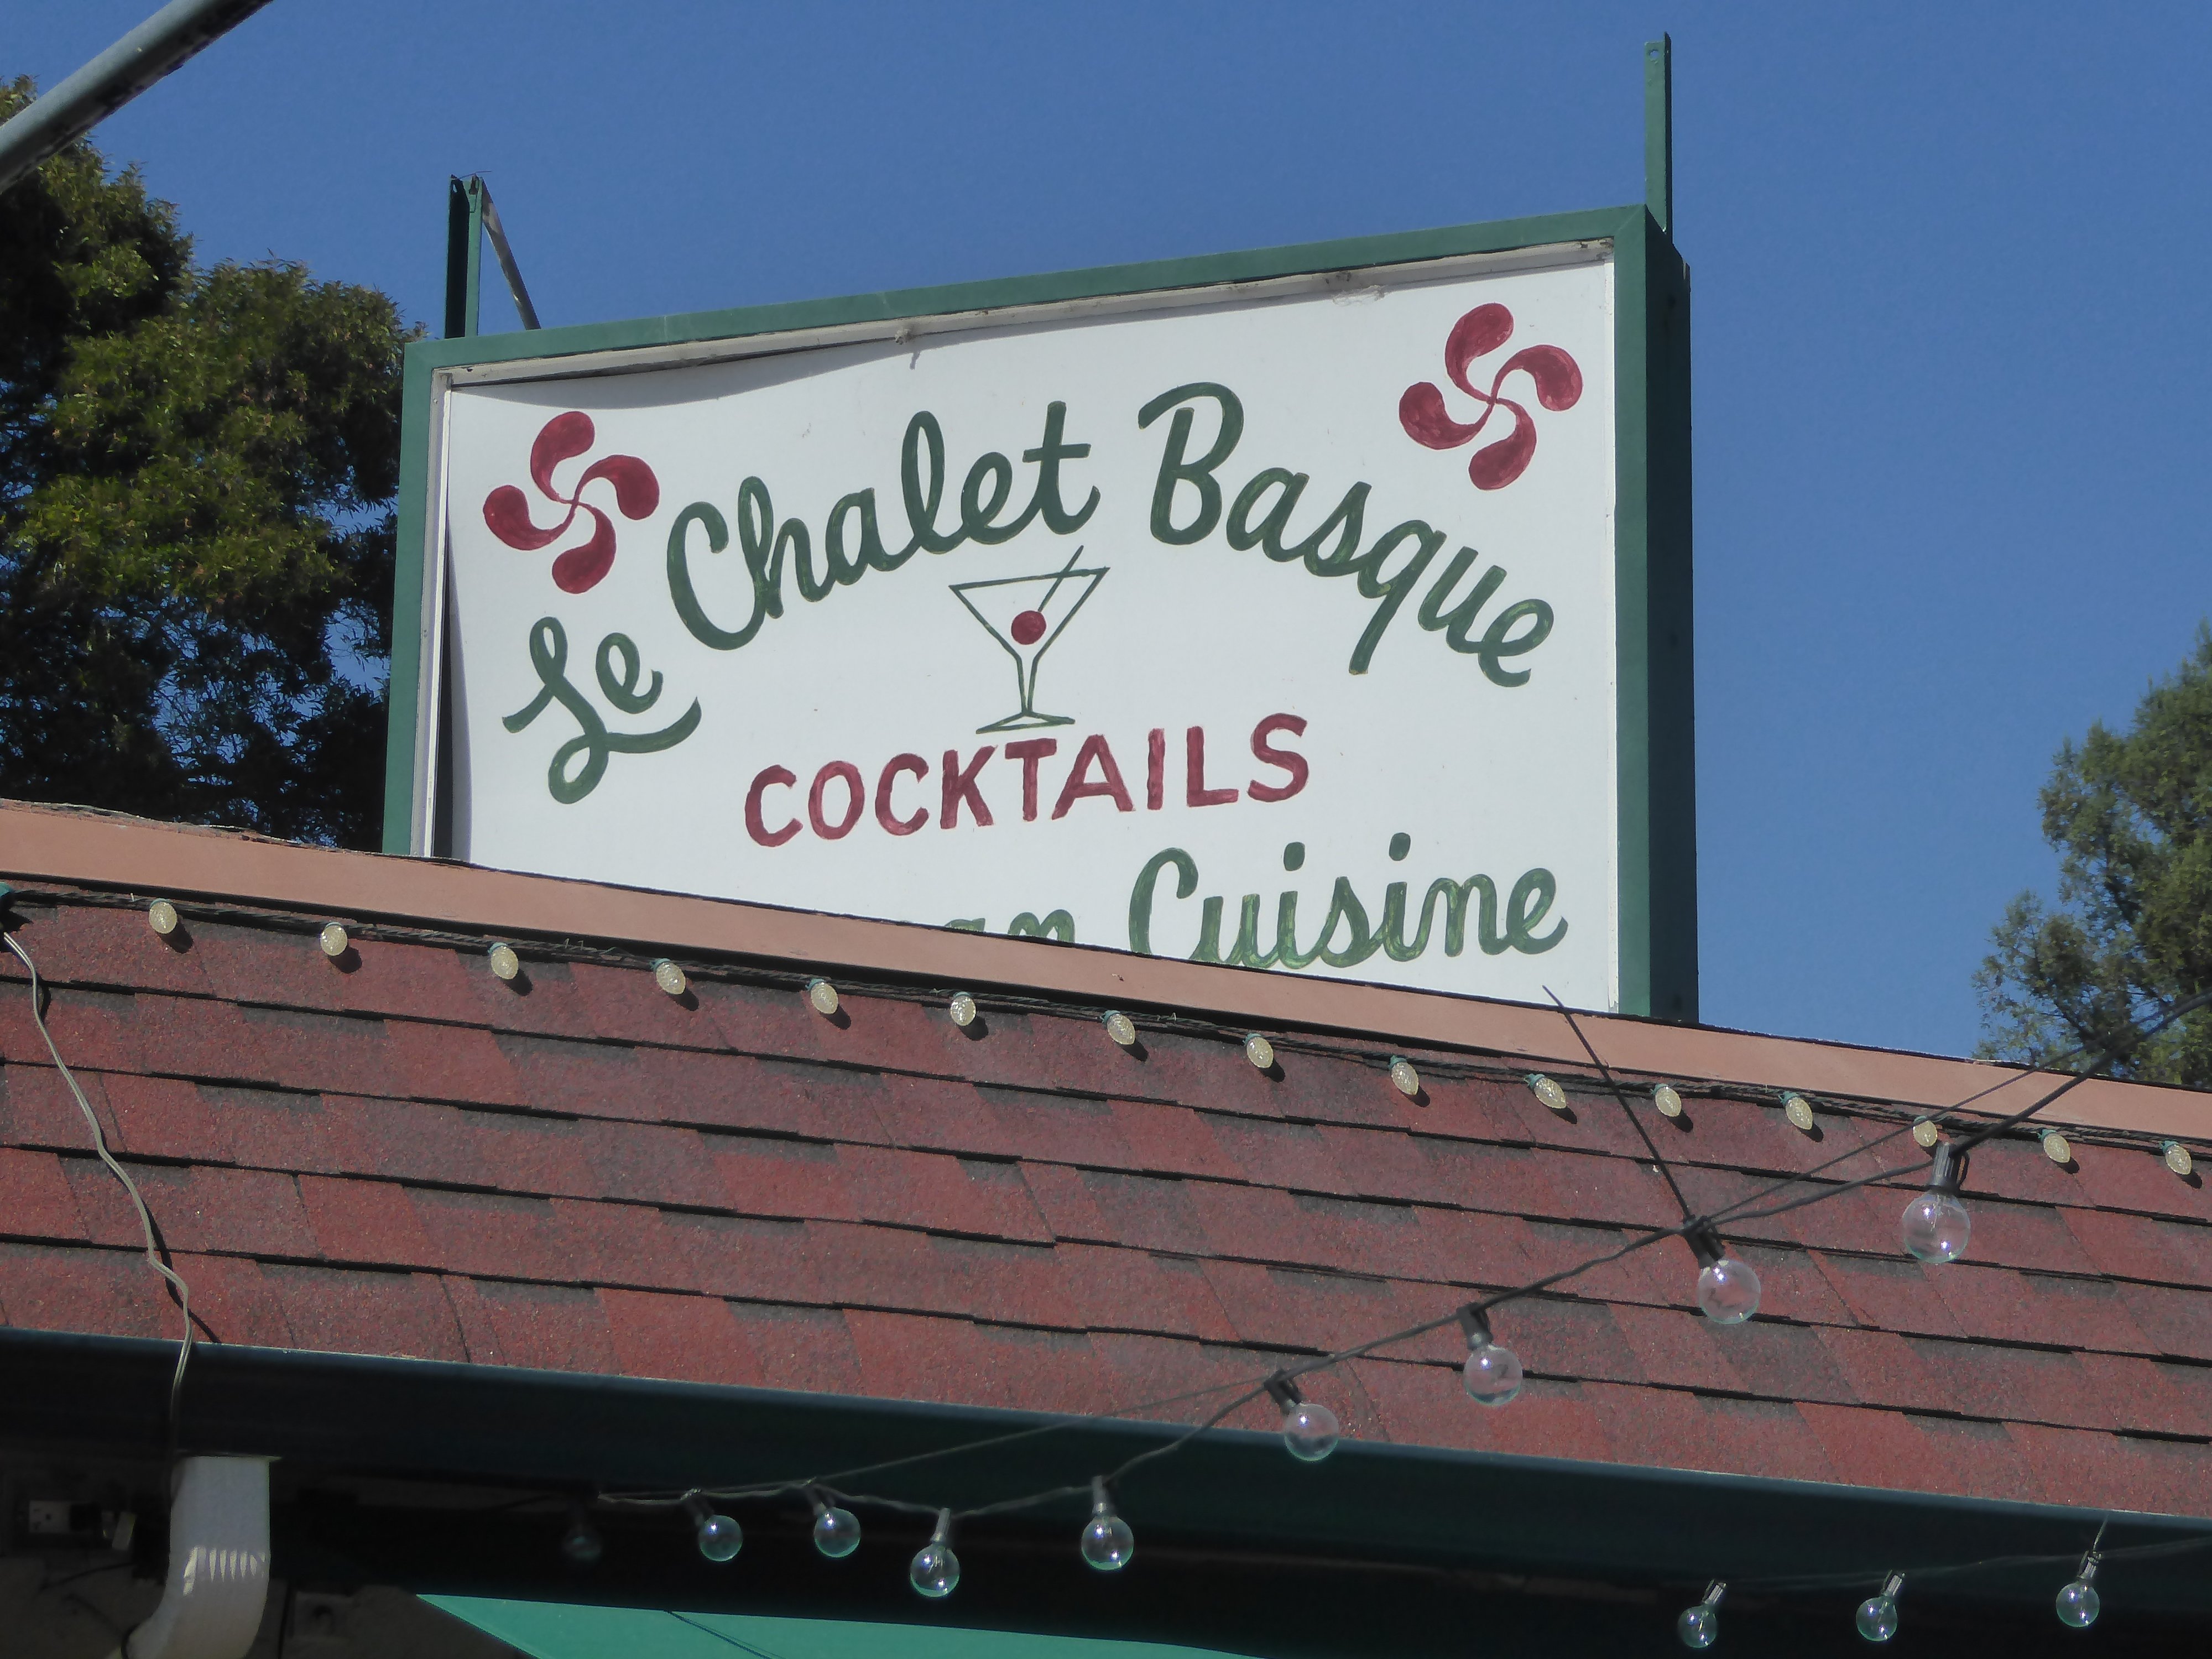 Le Chalet Basque
COCKTAILS
Cuisine